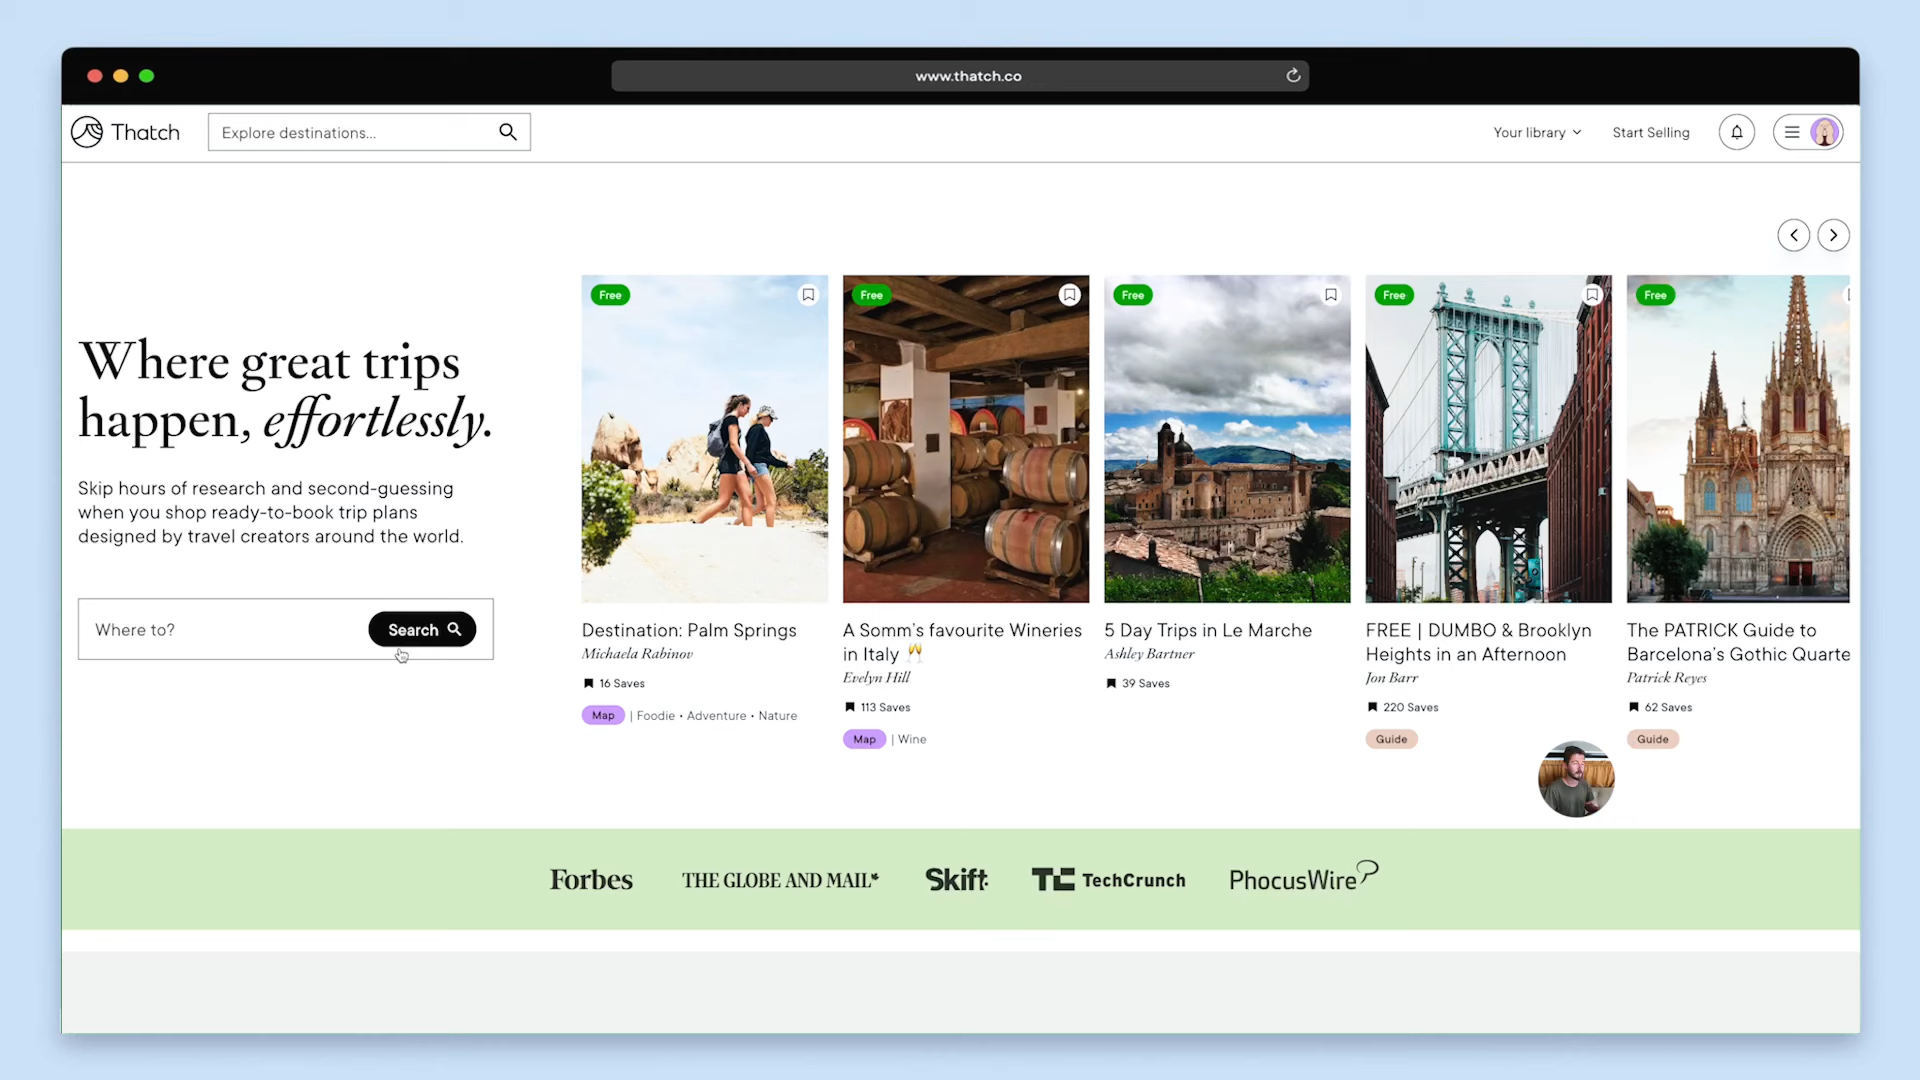 www.thatch.co
Thatch
Explore destinations...
Your library
Start Selling
Where great trips
happen, effortlessly.
Skip hours of research and second-guessing
when you shop ready-to-book trip plans
designed by travel creators around the world.
Where to?
Search
Free
Destination: Palm Springs
Michaela Rabinov
16 Saves
Map | Foodie • Adventure • Nature
Free
A Somm's favourite Wineries
in Italy 🥂
Evelyn Hill
113 Saves
Map | Wine
Free
5 Day Trips in Le Marche
Ashley Bartner
39 Saves
Free
FREE | DUMBO & Brooklyn
Heights in an Afternoon
Jon Barr
220 Saves
Guide
Free
The PATRICK Guide to
Barcelona's Gothic Quarte
Patrick Reyes
62 Saves
Guide
Forbes
THE GLOBE AND MAIL
Skift
TC TechCrunch
PhocusWire